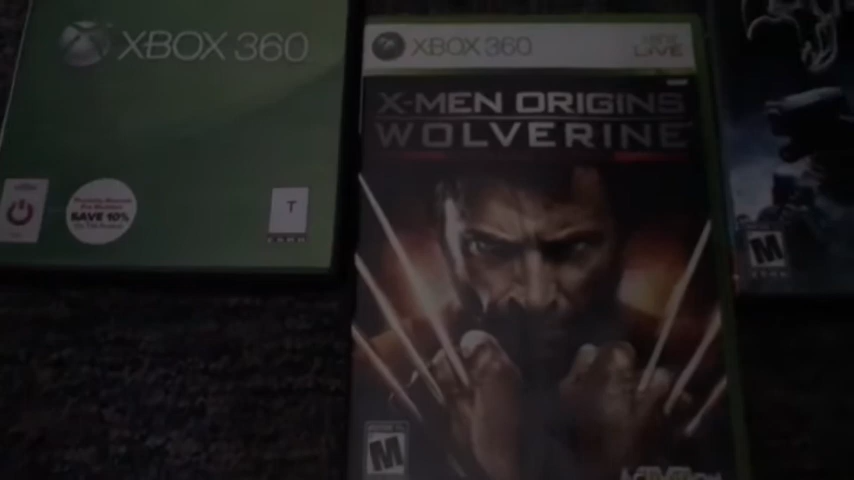 XBOX 360
SAVE 10%
T
XBOX 360
LIVE
X-MEN ORIGINS
WOLVERINE
M
ACTIVISION
M